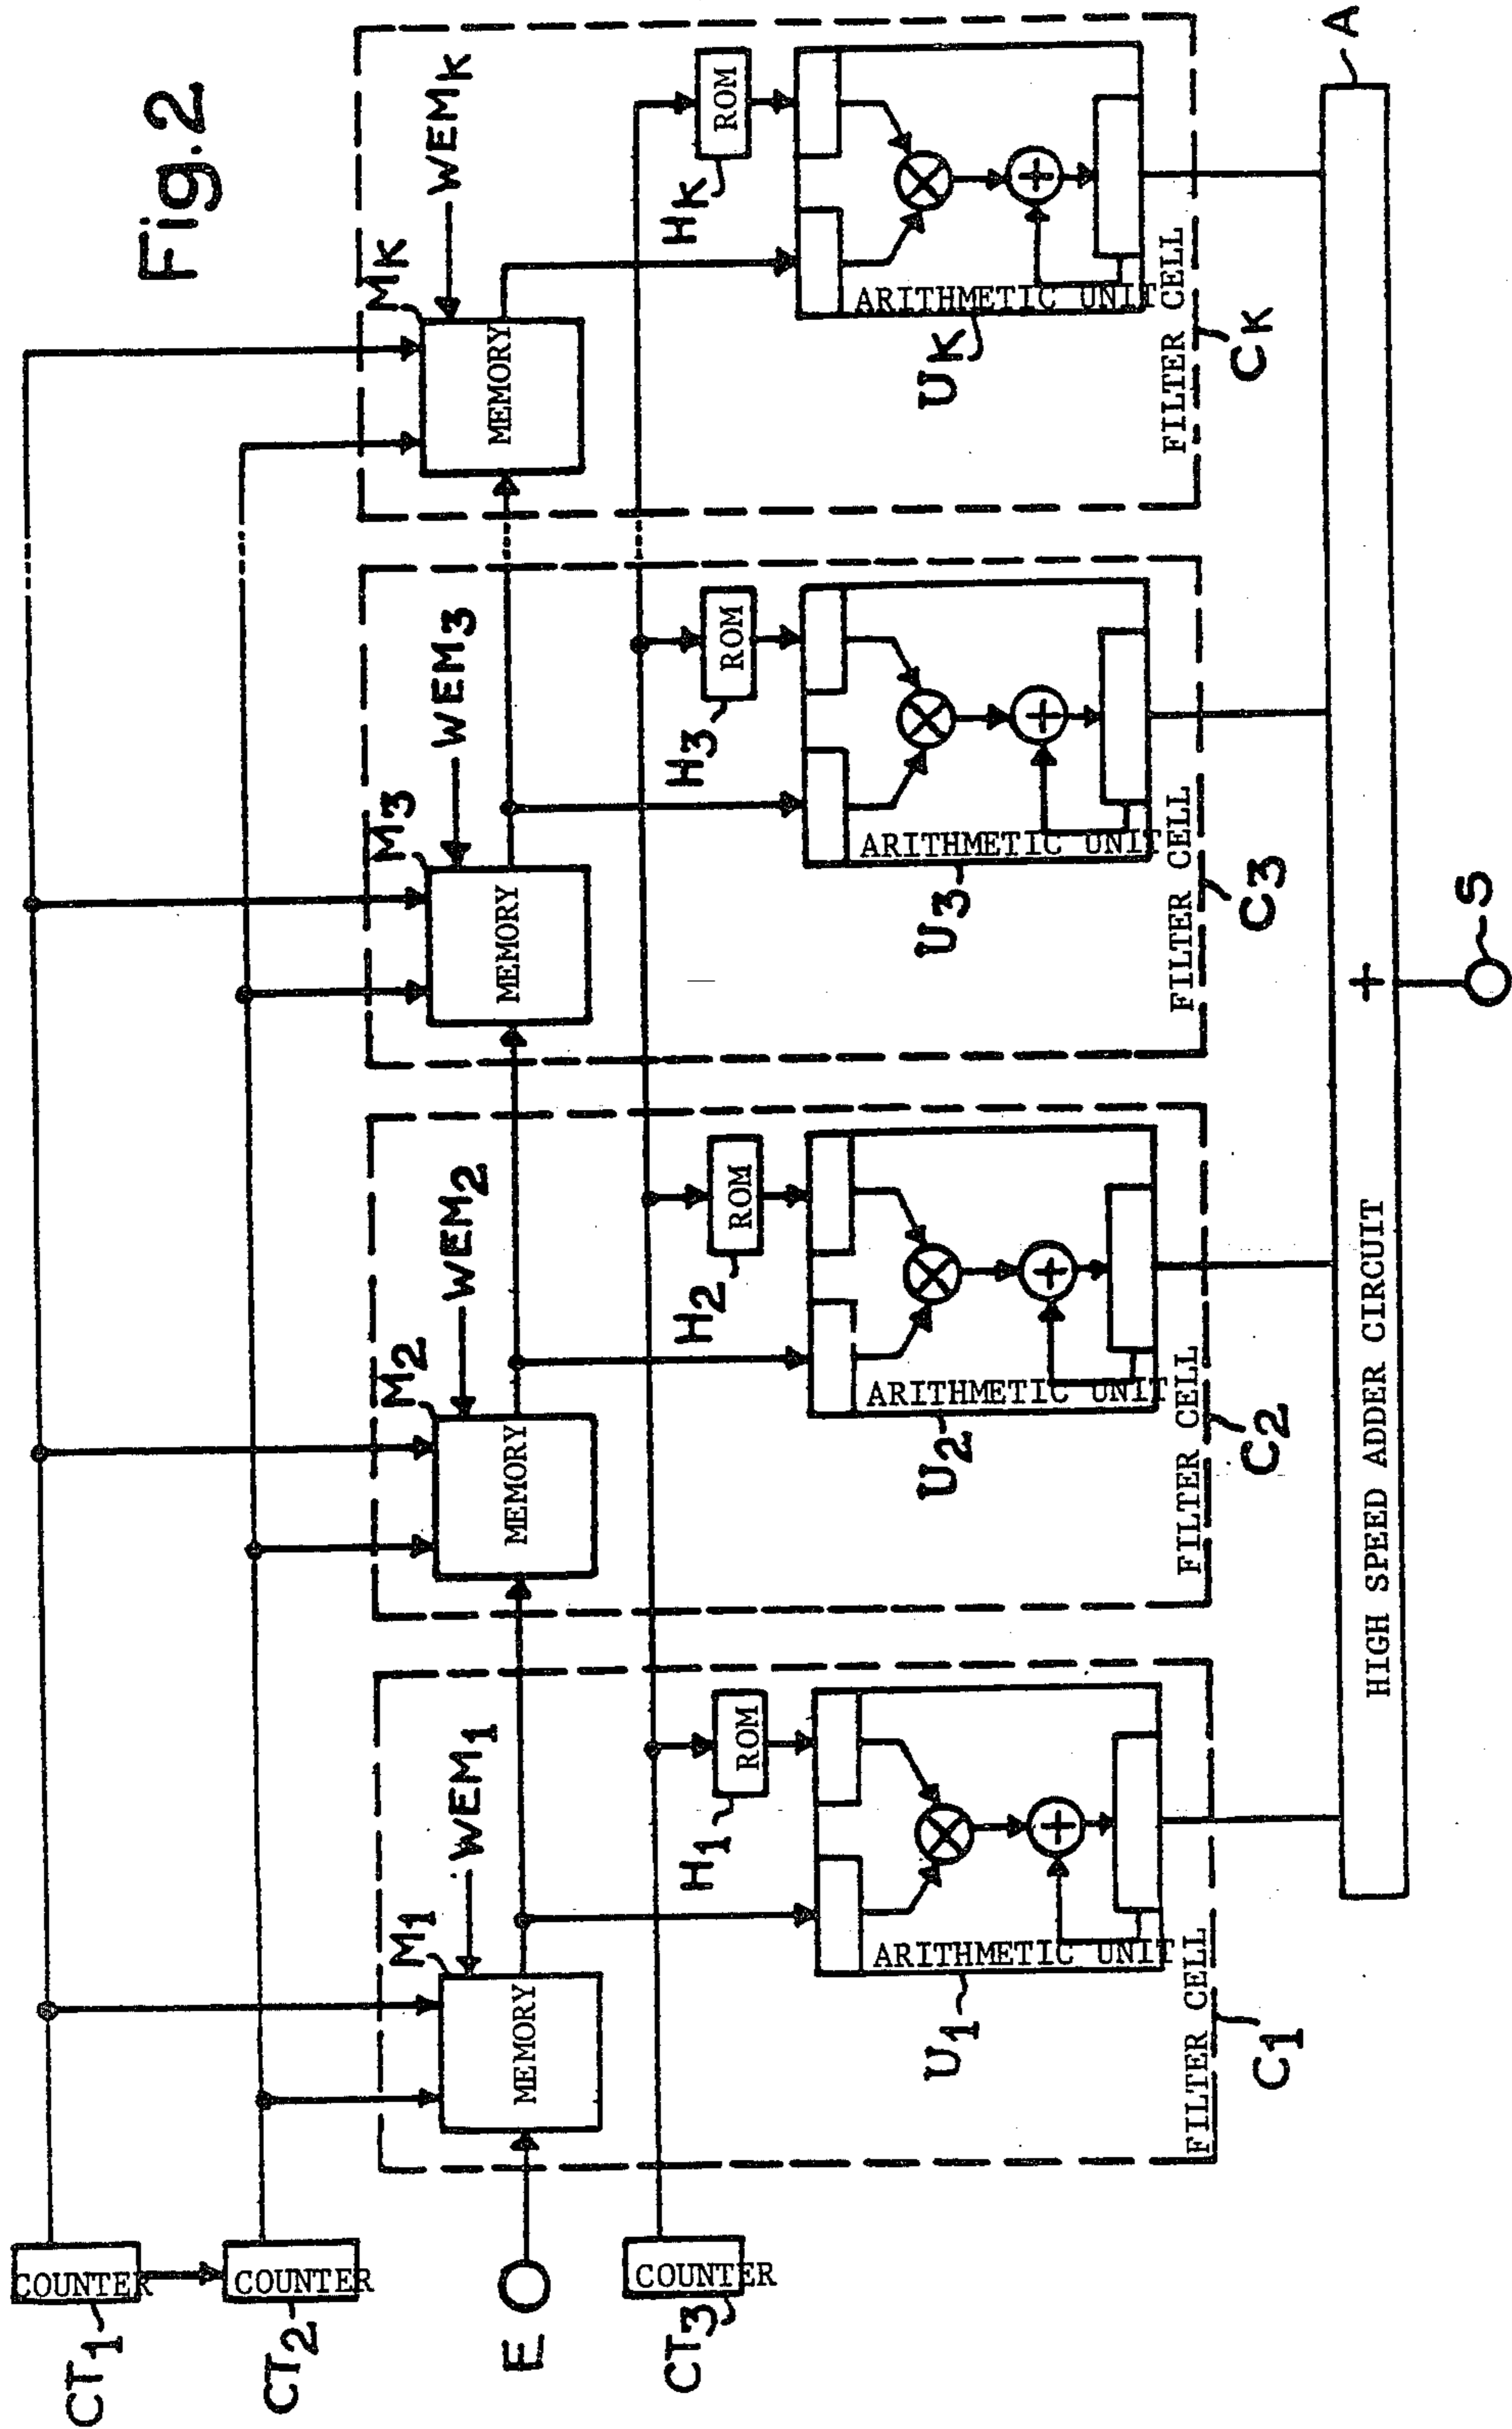 Fig.2
CT1
COUNTER
CT2
COUNTER
E
CT3
COUNTER
M1
WEM1
MEMORY
H1
ROM
ARITHMETIC UNIT
U1
FILTER CELL
C1
M2
WEM2
MEMORY
H2
ROM
ARITHMETIC UNIT
U2
FILTER CELL
C2
M3
WEM3
MEMORY
H3
ROM
ARITHMETIC UNIT
U3
FILTER CELL
C3
MK
WEMK
MEMORY
HK
ROM
ARITHMETIC UNIT
UK
FILTER CELL
CK
HIGH SPEED ADDER CIRCUIT
+
A
S